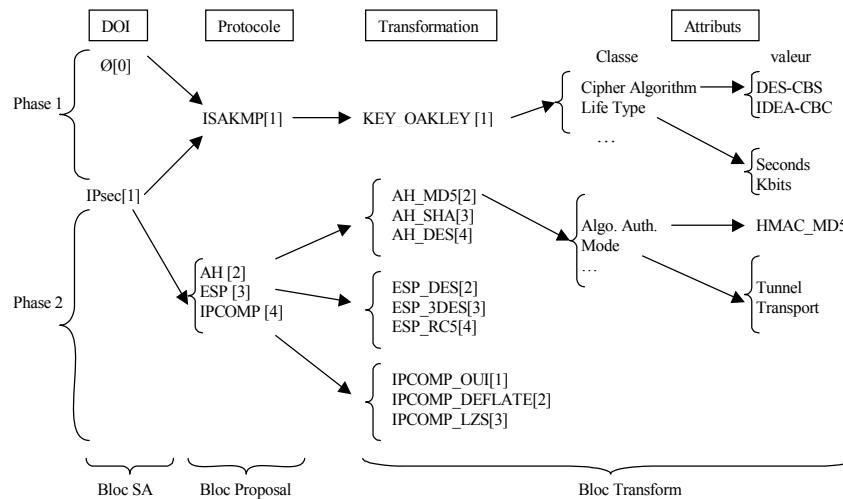 DOI Protocole Transformation Attributs
Classe valeur
Ø[0]
Phase 1
Cipher Algorithm DES-CBS
Life Type IDEA-CBC
ISAKMP[1] KEY_OAKLEY [1]
...
Seconds
Kbits
IPsec[1]
AH_MD5[2]
AH_SHA[3] Algo. Auth. HMAC_MD5
AH_DES[4] Mode
...
AH [2]
ESP [3]
IPCOMP [4]
Phase 2
ESP_DES[2] Tunnel
ESP_3DES[3] Transport
ESP_RC5[4]
IPCOMP_OUI[1]
IPCOMP_DEFLATE[2]
IPCOMP_LZS[3]
Bloc SA Bloc Proposal Bloc Transform